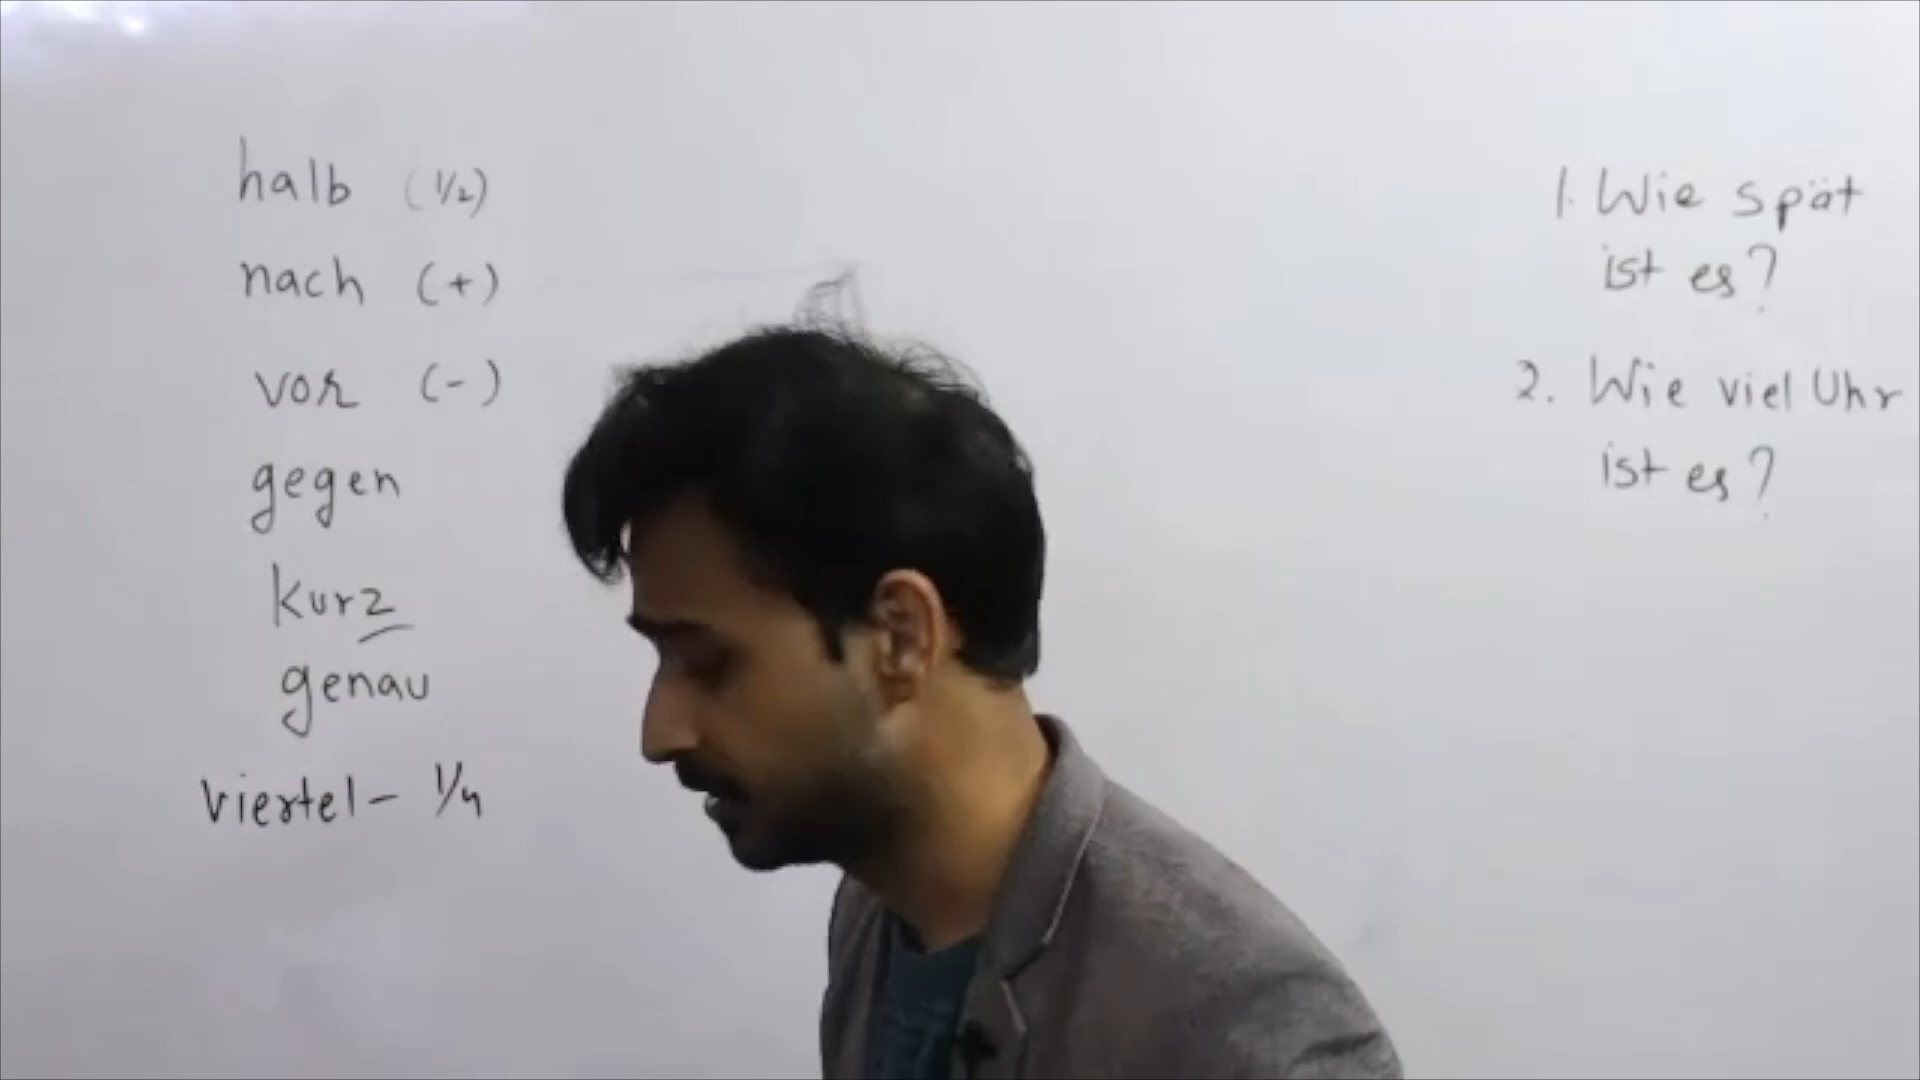 halb (1/2)
nach (+)
vor (-)
gegen
kurz
genau
viertel - 1/4
1. Wie spät
ist es?
2. Wie viel Uhr
ist es?